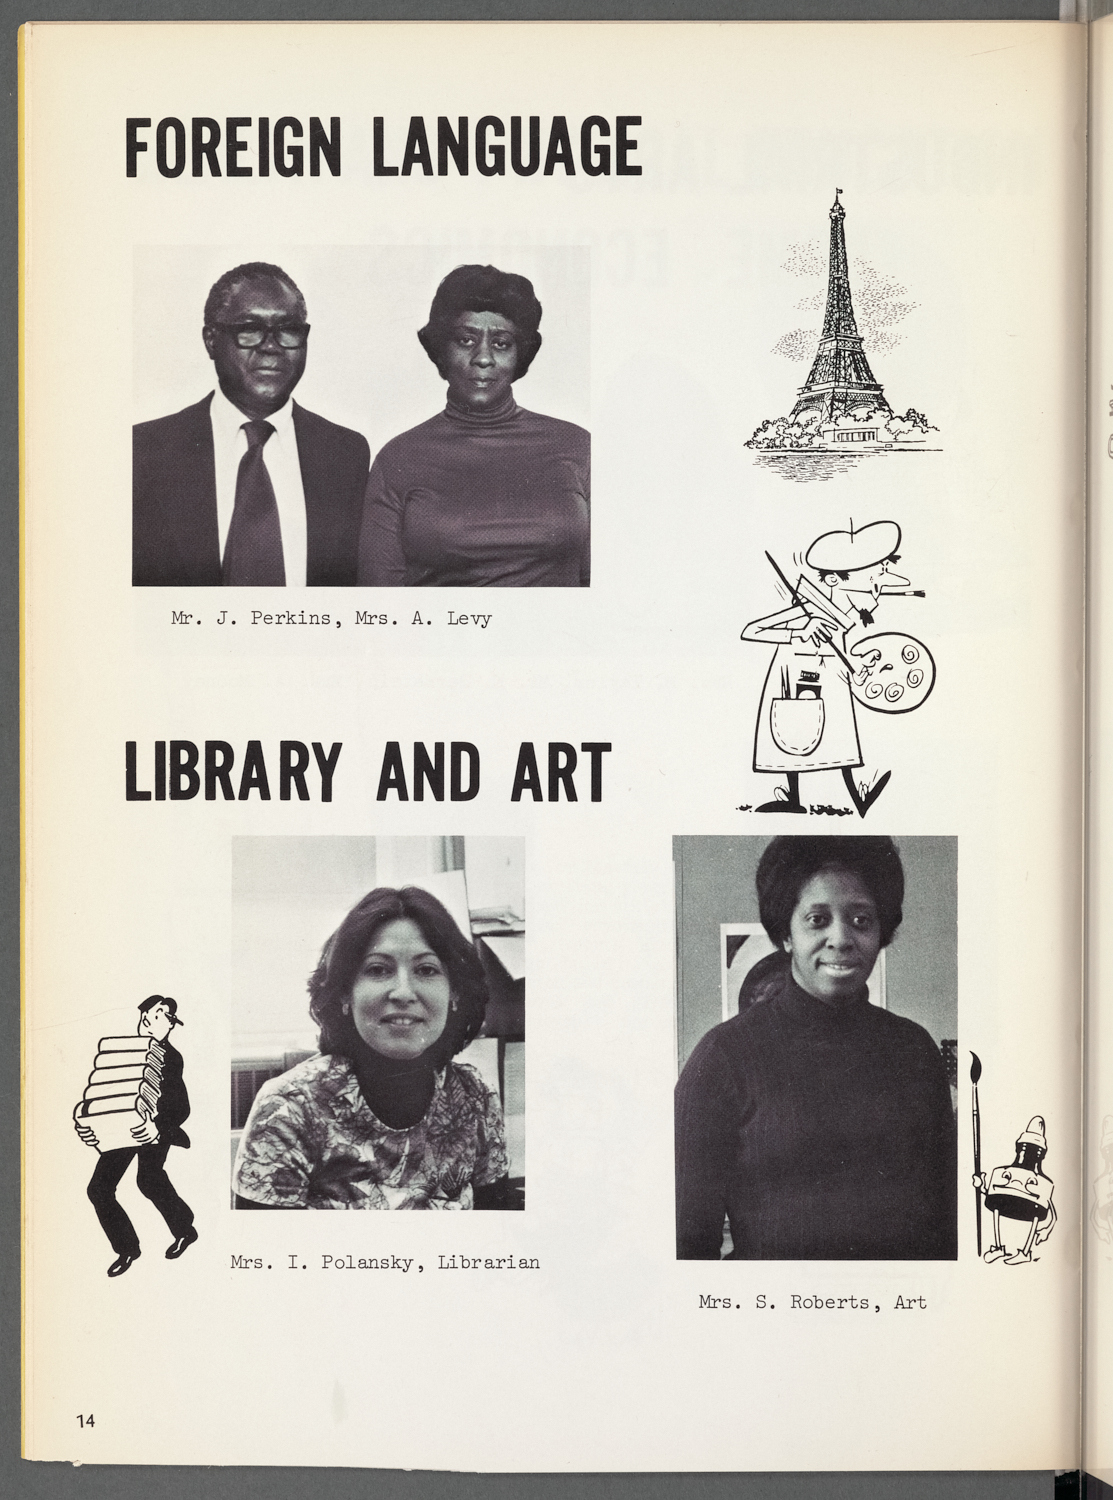 FOREIGN LANGUAGE
Mr. J. Perkins, Mrs. A. Levy
LIBRARY AND ART
Mrs. I. Polansky, Librarian
Mrs. S. Roberts, Art
14